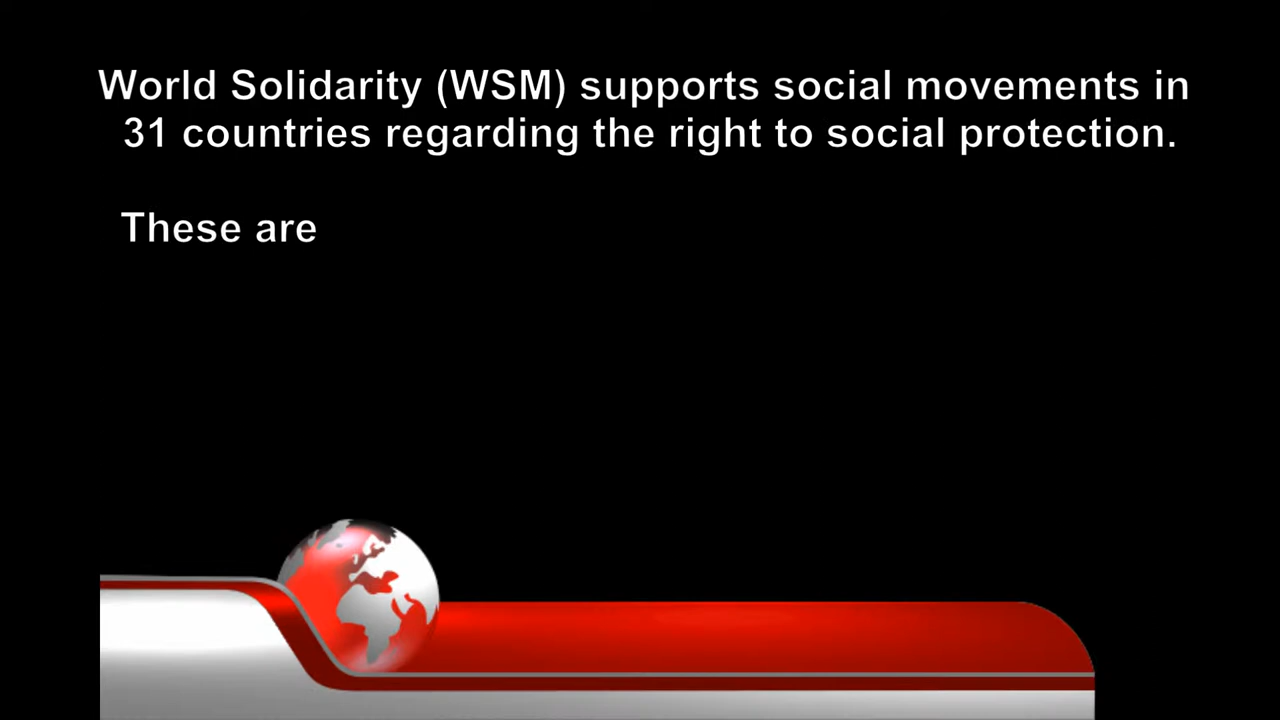 World Solidarity (WSM) supports social movements in
31 countries regarding the right to social protection.
These are